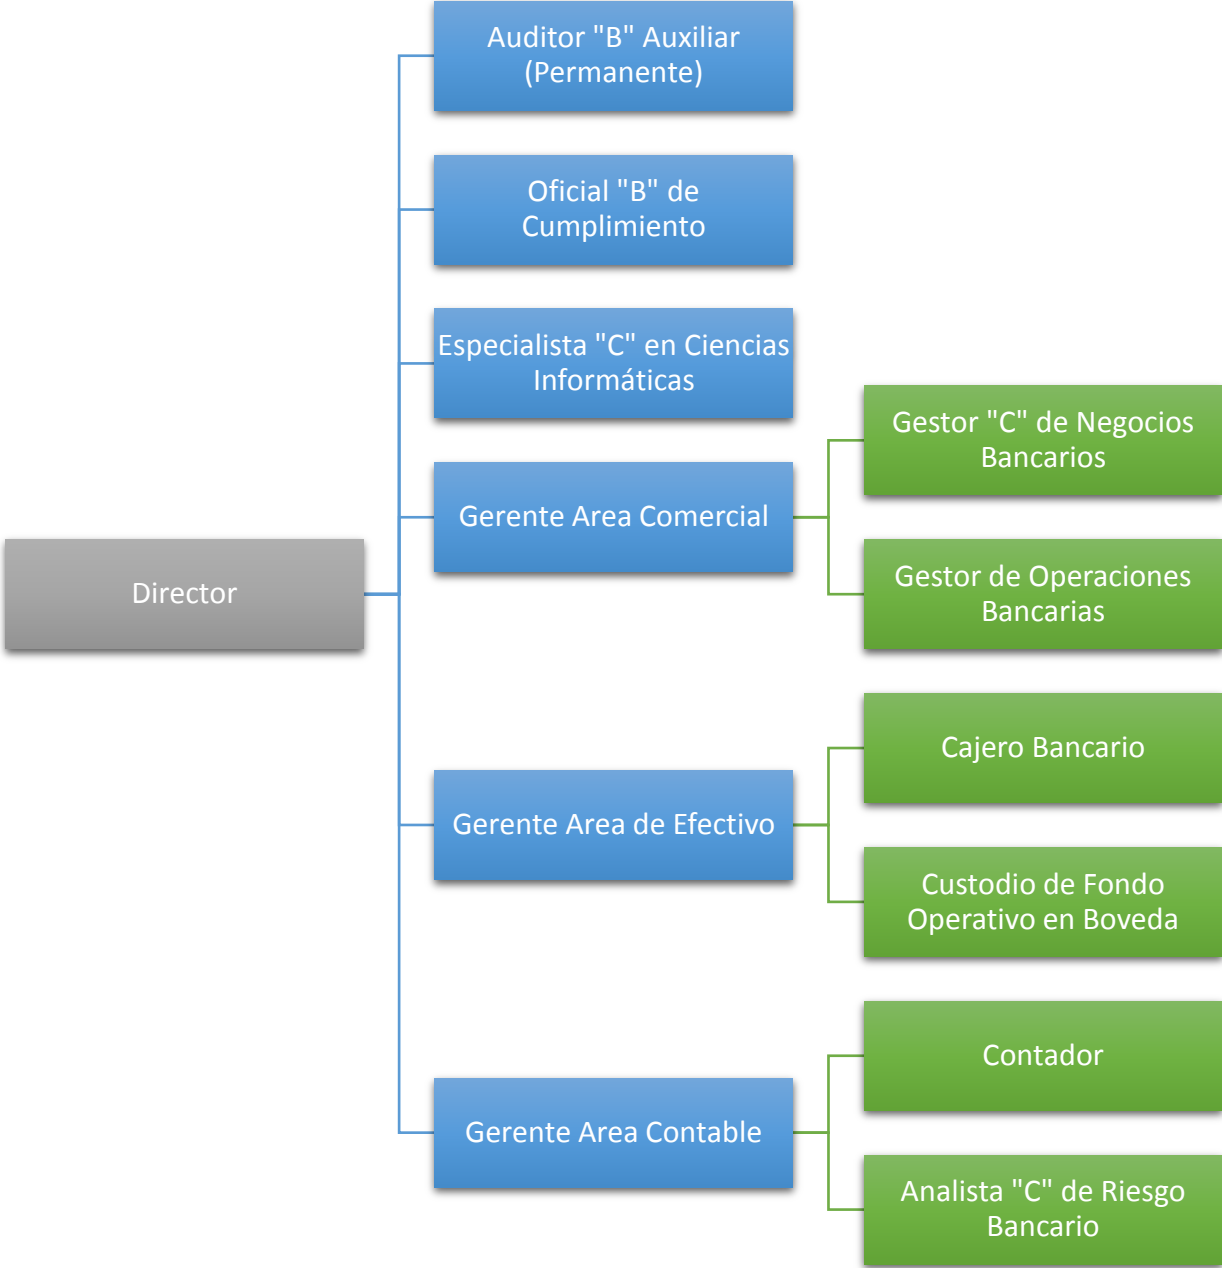 Auditor "B" Auxiliar
(Permanente)
Oficial "B" de
Cumplimiento
Especialista "C" en Ciencias
Informáticas
Gestor "C" de Negocios
Bancarios
Gerente Area Comercial
Gestor de Operaciones
Bancarias
Director
Cajero Bancario
Gerente Area de Efectivo
Custodio de Fondo
Operativo en Boveda
Contador
Gerente Area Contable
Analista "C" de Riesgo
Bancario